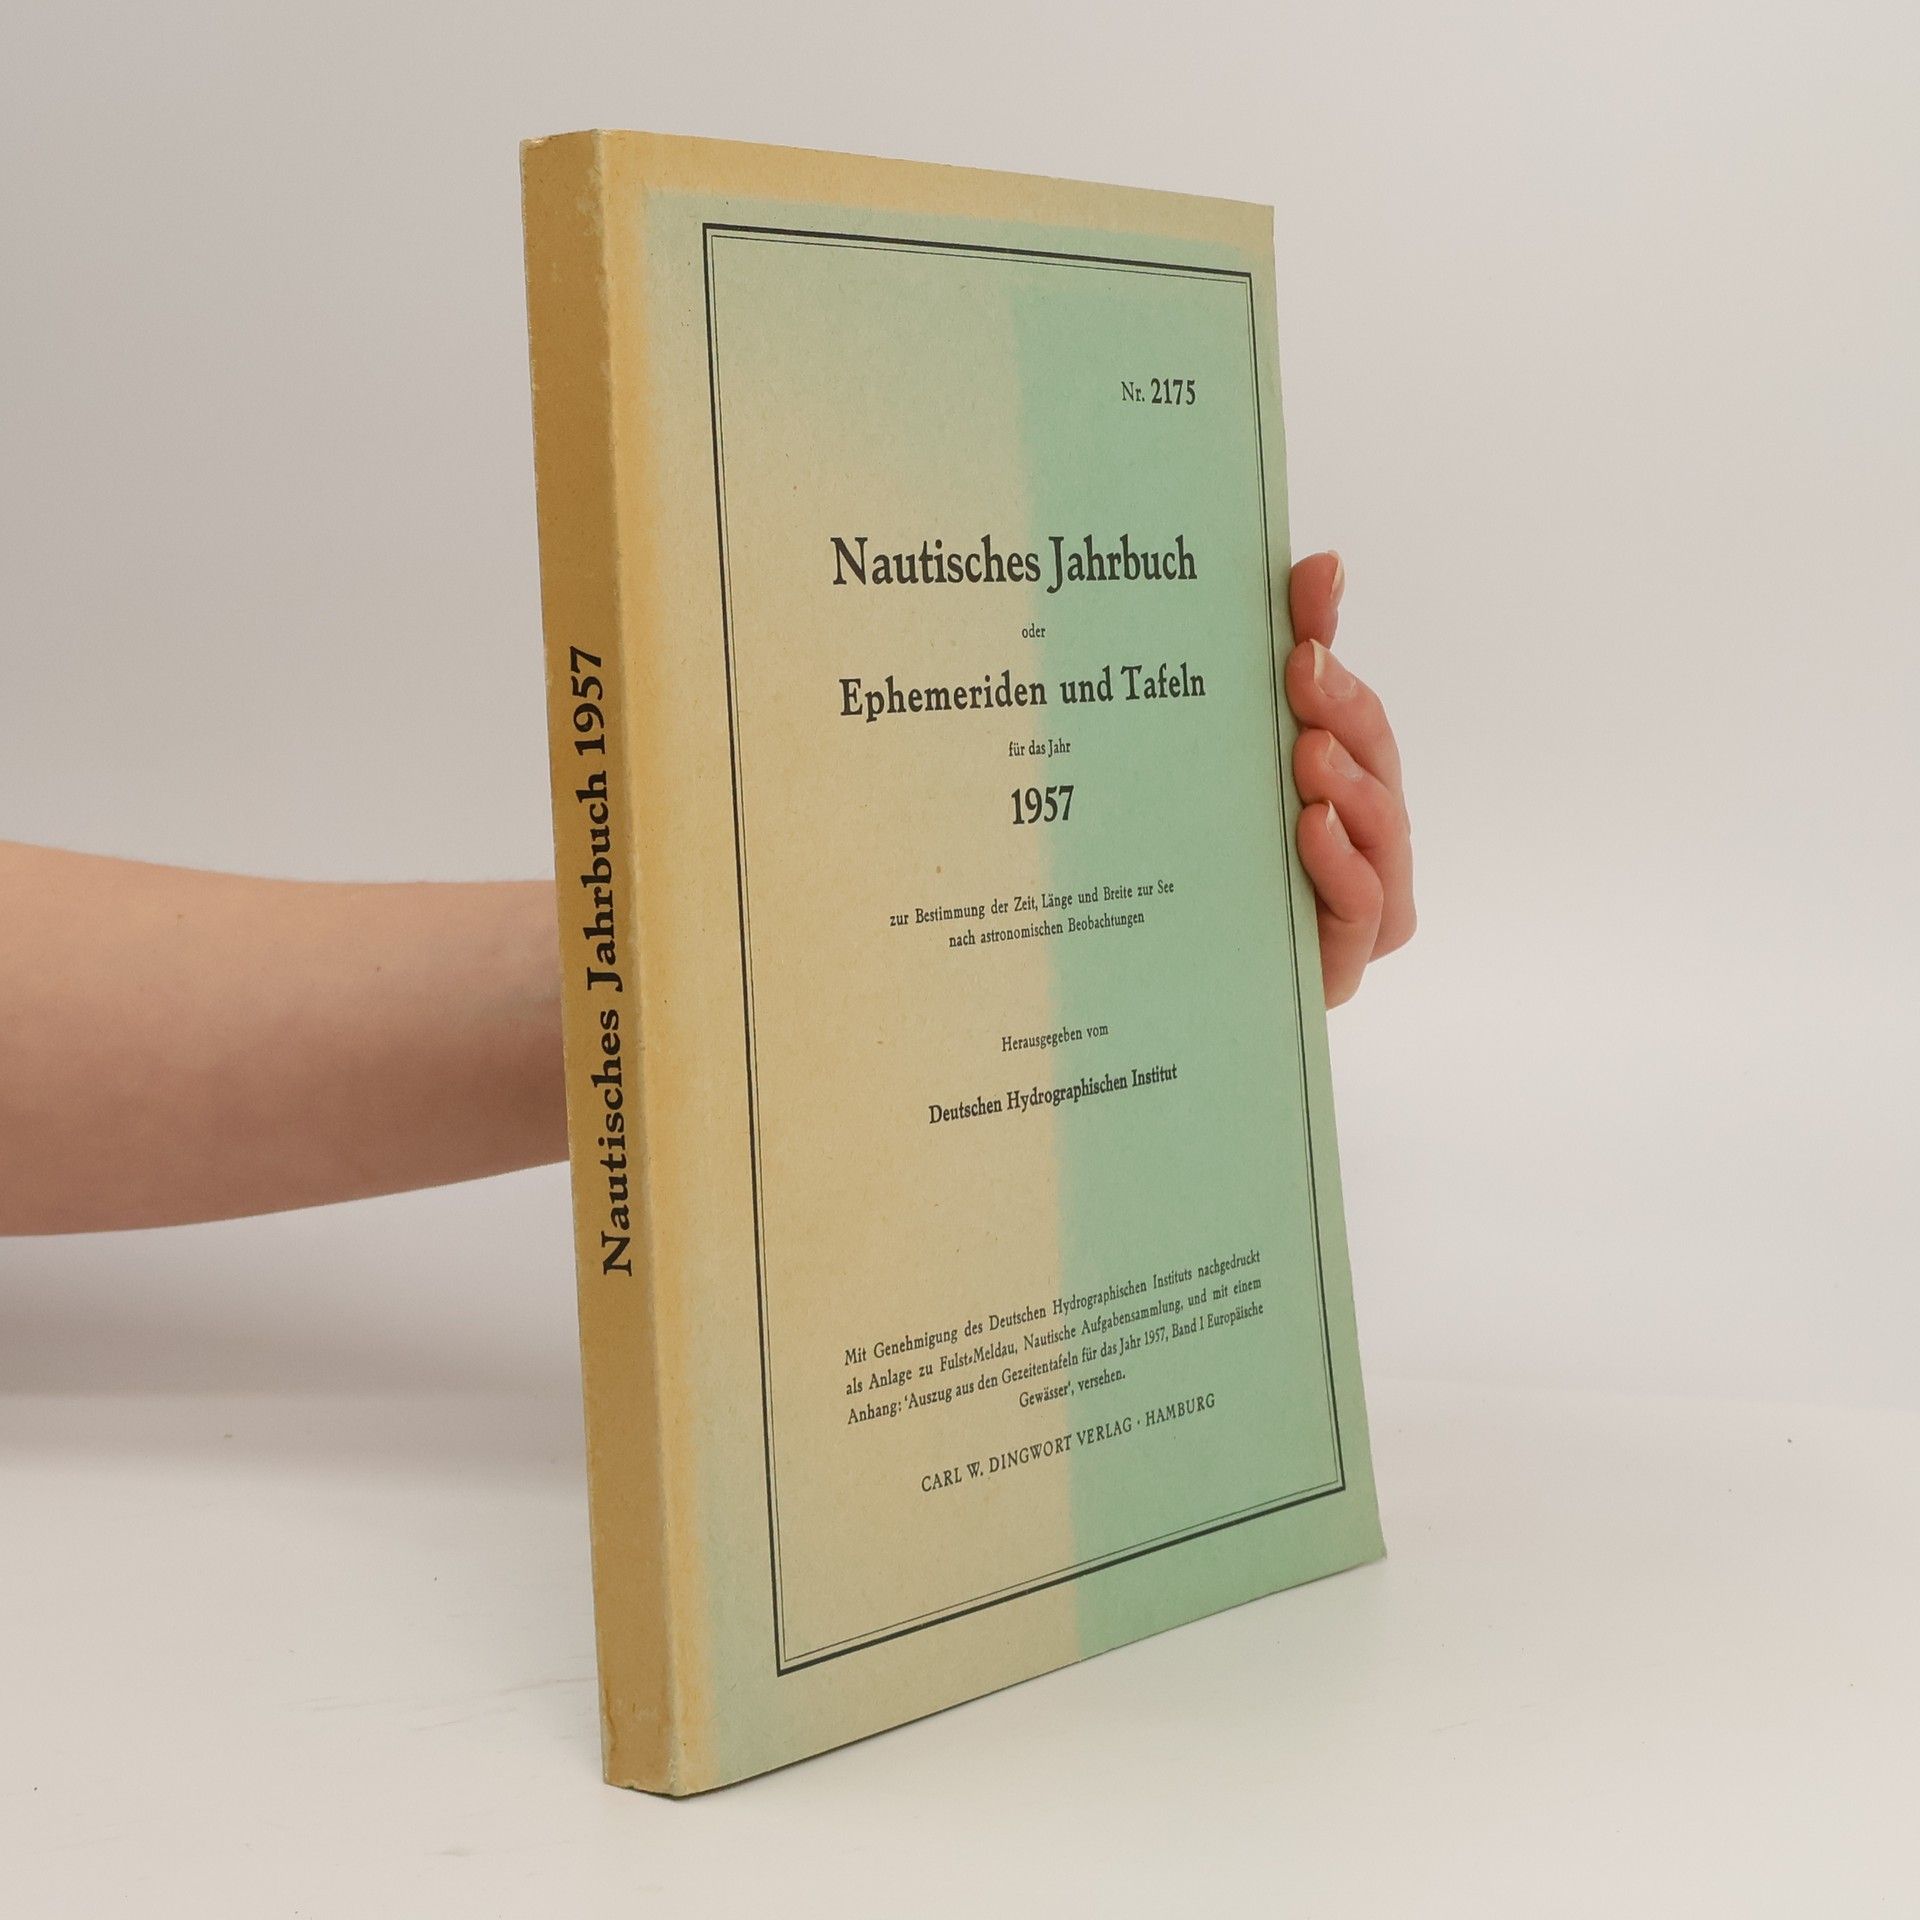 Nautisches Jahrbuch 1957
Nr. 2175
Nautisches Jahrbuch
oder
Ephemeriden und Tafeln
für das Jahr
1957
zur Bestimmung der Zeit, Länge und Breite zur See
nach astronomischen Beobachtungen
Herausgegeben vom
Deutschen Hydrographischen Institut
Mit Genehmigung des Deutschen Hydrographischen Instituts nachgedruckt
als Anlage zu Fulst-Meldau, Nautische Aufgabensammlung, und mit einem
Anhang: 'Auszug aus den Gezeitentafeln für das Jahr 1957, Band I Europäische
Gewässer', versehen.
CARL W. DINGWORT VERLAG · HAMBURG